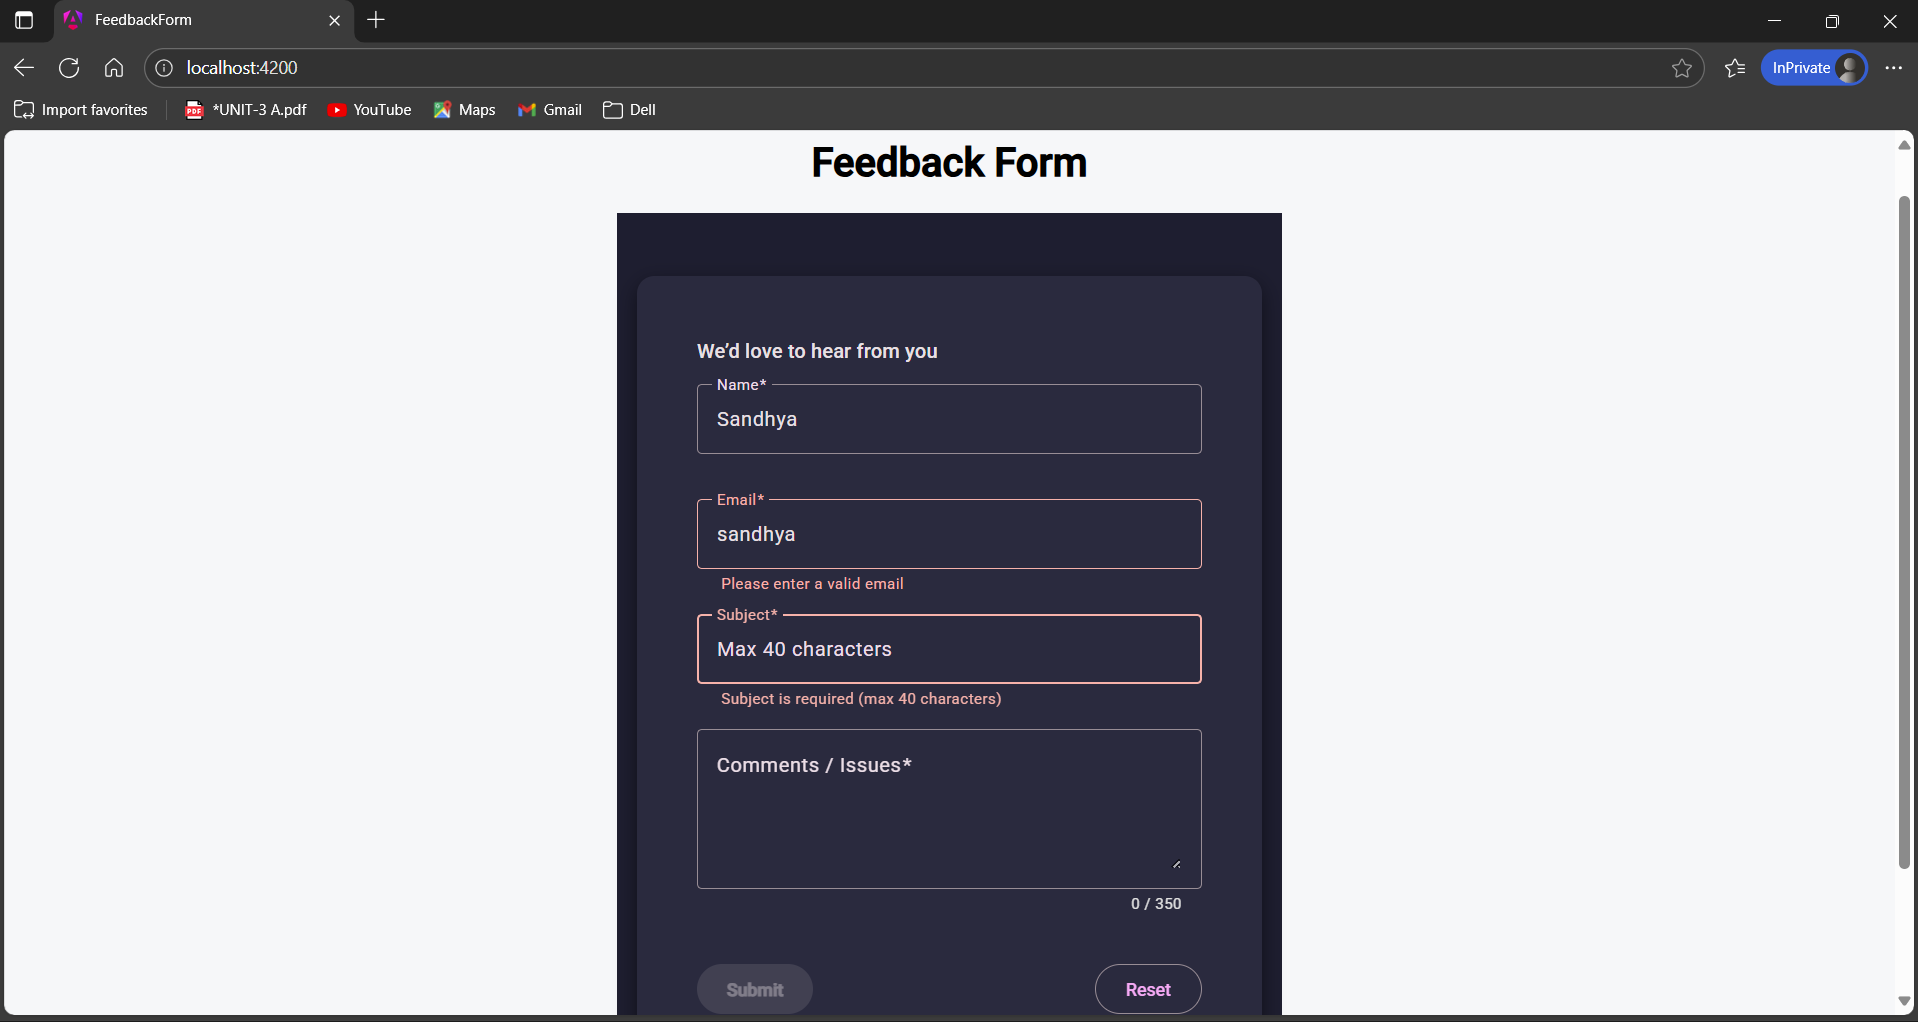 FeedbackForm
localhost:4200
InPrivate
Import favorites
*UNIT-3 A.pdf
YouTube
Maps
Gmail
Dell
Feedback Form
We’d love to hear from you
Name*
Sandhya
Email*
sandhya
Please enter a valid email
Subject*
Max 40 characters
Subject is required (max 40 characters)
Comments / Issues*
0 / 350
Submit
Reset